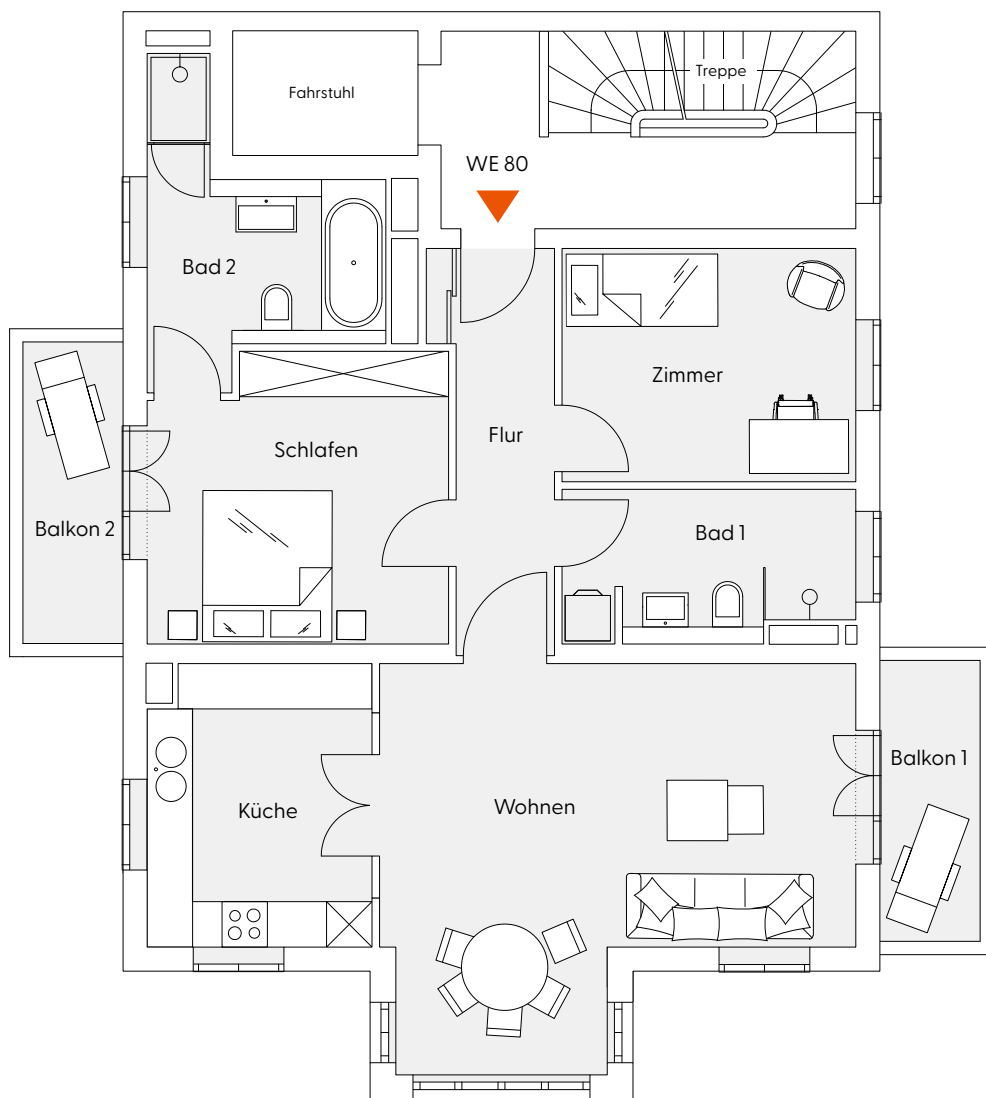 Treppe
Fahrstuhl
WE 80
Bad 2
Zimmer
Flur
Schlafen
Balkon 2
Bad 1
Balkon 1
Küche
Wohnen